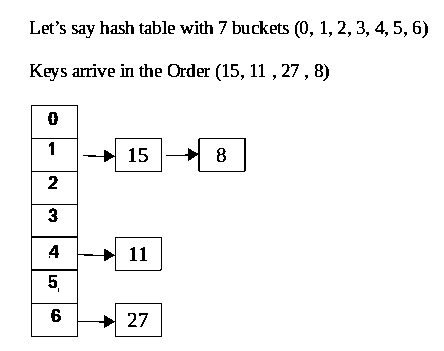 Let's say hash table with 7 buckets (0, 1, 2, 3, 4, 5, 6)
Keys arrive in the Order (15, 11 , 27 , 8)
0
1 15 8
2
3
4 11
5
6 27